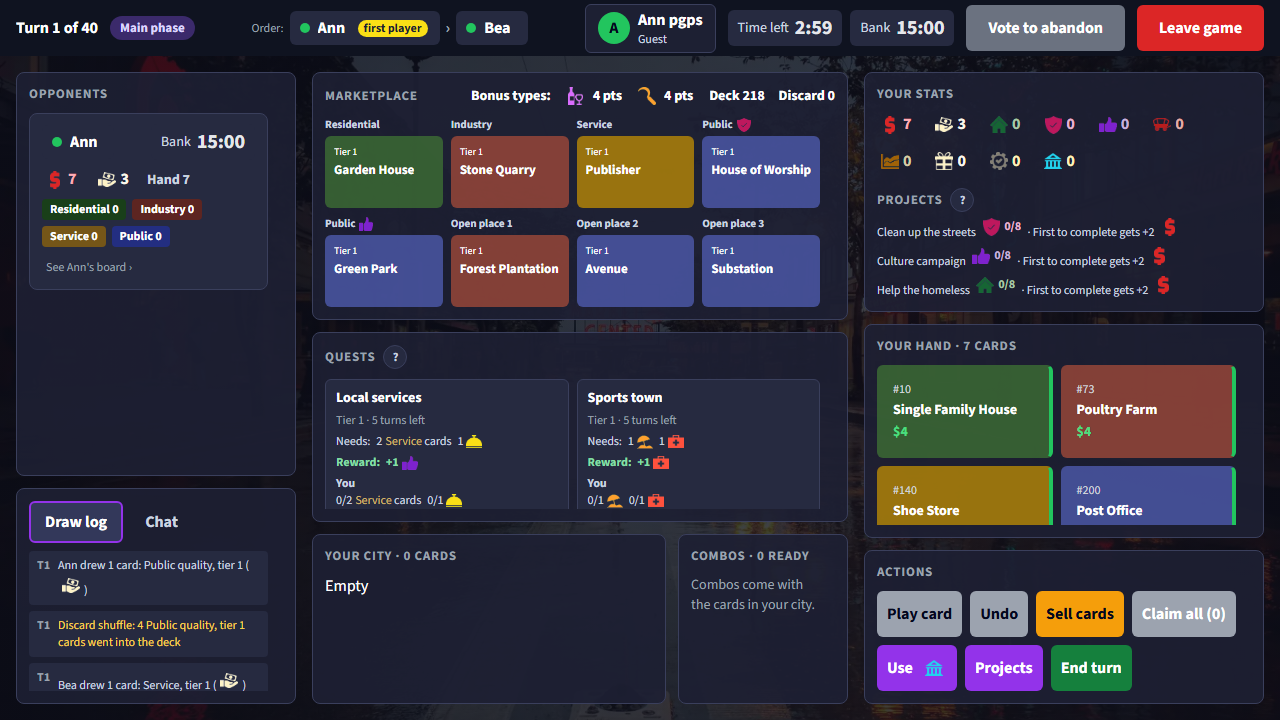 Turn 1 of 40 Main phase Order: Ann first player › Bea A Ann pgps Guest Time left 2:59 Bank 15:00 Vote to abandon Leave game
OPPONENTS
Ann Bank 15:00
7 3 Hand 7
Residential 0 Industry 0
Service 0 Public 0
See Ann's board ›
Draw log Chat
T1 Ann drew 1 card: Public quality, tier 1 (
)
T1 Discard shuffle: 4 Public quality, tier 1
cards went into the deck
T1 Bea drew 1 card: Service, tier 1 ( )
MARKETPLACE Bonus types: 4 pts 4 pts Deck 218 Discard 0
Residential Industry Service Public
Tier 1 Tier 1 Tier 1 Tier 1
Garden House Stone Quarry Publisher House of Worship
Public Open place 1 Open place 2 Open place 3
Tier 1 Tier 1 Tier 1 Tier 1
Green Park Forest Plantation Avenue Substation
QUESTS ?
Local services
Tier 1 · 5 turns left
Needs: 2 Service cards 1
Reward: +1
You
0/2 Service cards 0/1
Sports town
Tier 1 · 5 turns left
Needs: 1 1
Reward: +1
You
0/1 0/1
YOUR CITY · 0 CARDS
Empty
COMBOS · 0 READY
Combos come with
the cards in your city.
YOUR STATS
7 3 0 0 0 0
0 0 0 0
PROJECTS ?
Clean up the streets 0/8 · First to complete gets +2
Culture campaign 0/8 · First to complete gets +2
Help the homeless 0/8 · First to complete gets +2
YOUR HAND · 7 CARDS
#10 #73
Single Family House Poultry Farm
$4 $4
#140 #200
Shoe Store Post Office
ACTIONS
Play card Undo Sell cards Claim all (0)
Use Projects End turn